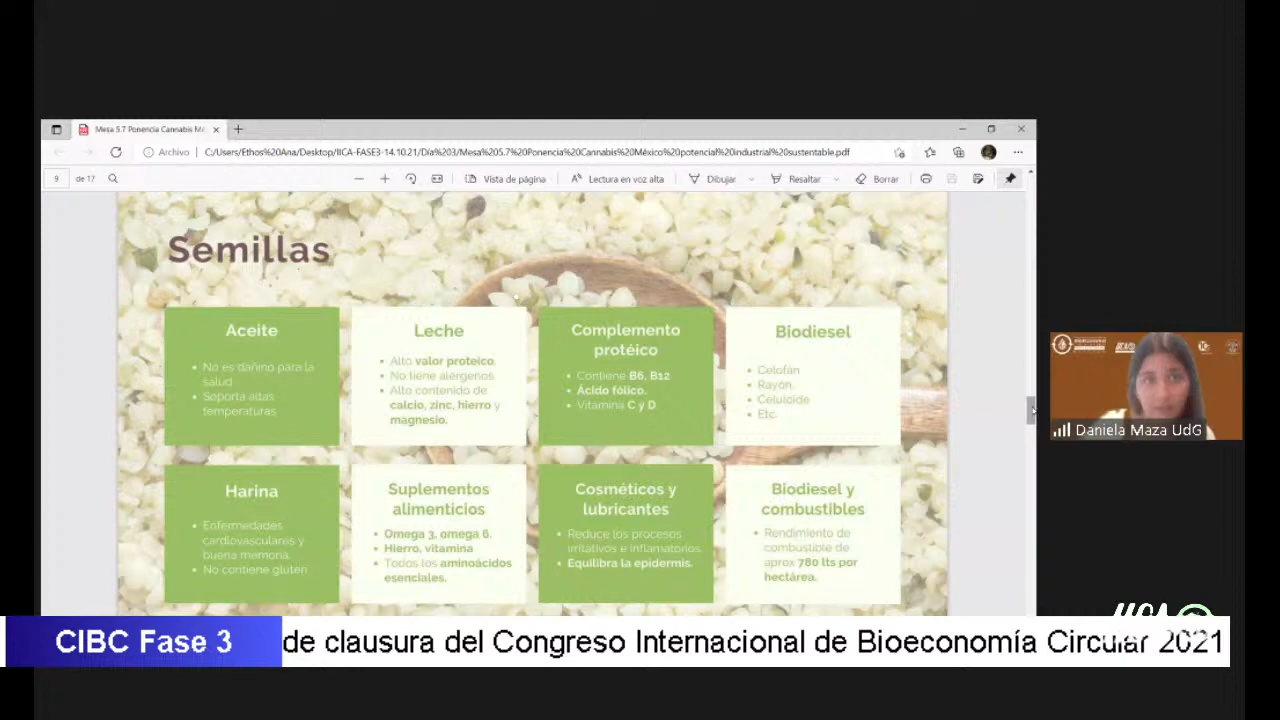 Mesa 5.7 Ponencia Cannabis Mé
Archivo
C:/Users/Ethos%20Ana/Desktop/IICA-FASE3-14.10.21/Día%203/Mesa%205.7%20Ponencia%20Cannabis%20México%20potencial%20industrial%20sustentable.pdf
9 de 17
Vista de página
Lectura en voz alta
Dibujar
Resaltar
Borrar
Semillas
Aceite
No es dañino para la
salud
Soporta altas
temperaturas
Leche
Alto valor proteico.
No tiene alérgenos
Alto contenido de
calcio, zinc, hierro y
magnesio.
Complemento
protéico
Contiene B6, B12
Ácido fólico.
Vitamina C y D
Biodiesel
Celofán
Rayón.
Celuloide
Etc.
Harina
Enfermedades
cardiovasculares y
buena memoria.
No contiene gluten
Suplementos
alimenticios
Omega 3, omega 6.
Hierro, vitamina
Todos los aminoácidos
esenciales.
Cosméticos y
lubricantes
Reduce los procesos
irritativos e inflamatorios.
Equilibra la epidermis.
Biodiesel y
combustibles
Rendimiento de
combustible de
aprox 780 lts por
hectárea.
Daniela Maza UdG
CIBC Fase 3
de clausura del Congreso Internacional de Bioeconomía Circular 2021